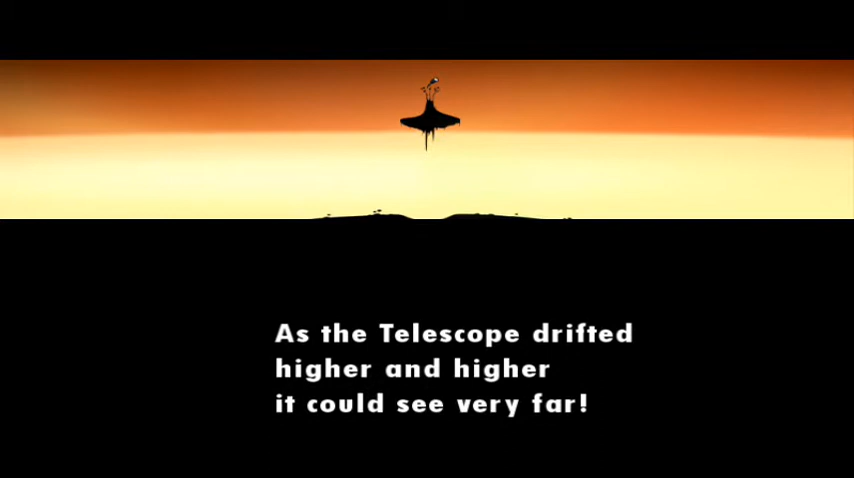 As the Telescope drifted
higher and higher
it could see very far!